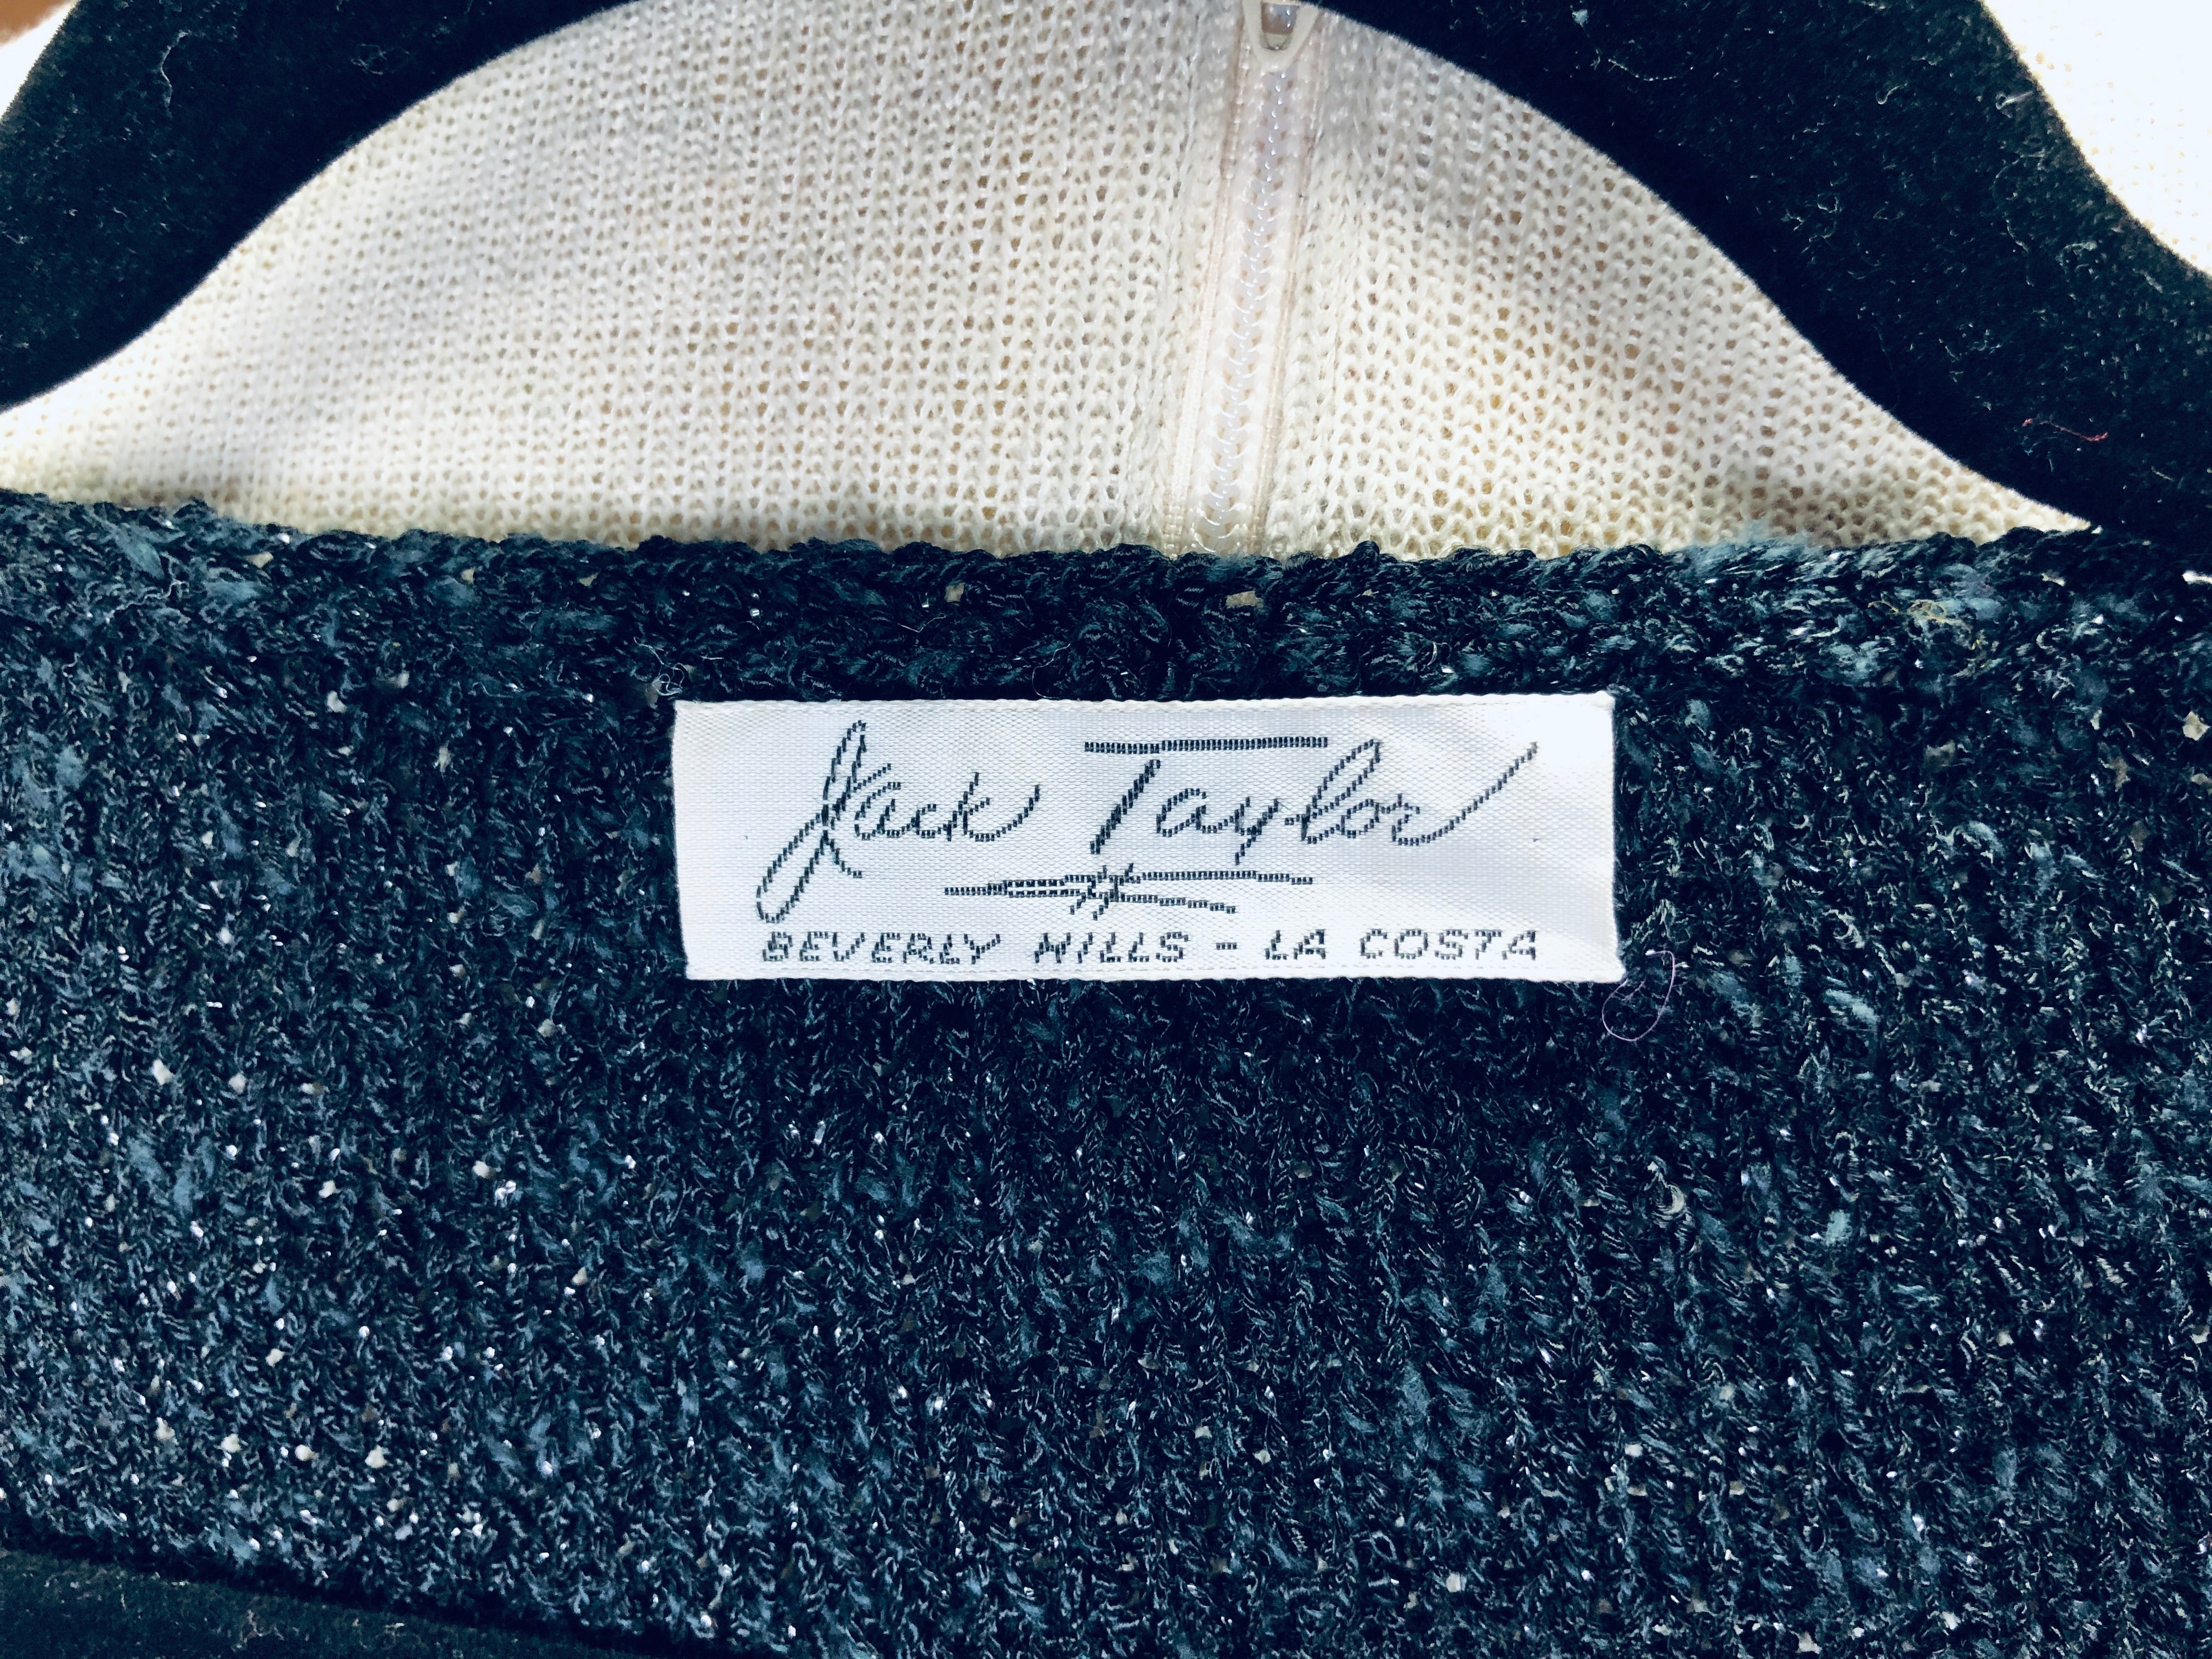 Jack Taylor
BEVERLY HILLS - LA COSTA